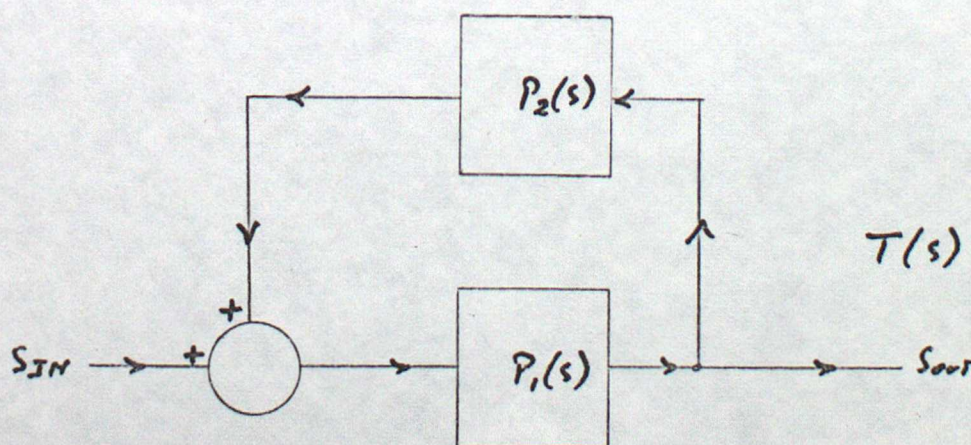 P₂(s)
T(s)
+
+
S_IN
P₁(s)
S_OUT